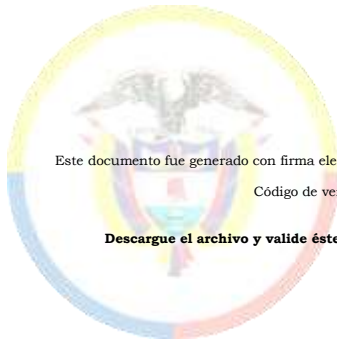 Este documento fue generado con firma ele
Código de ve
Descargue el archivo y valide éste